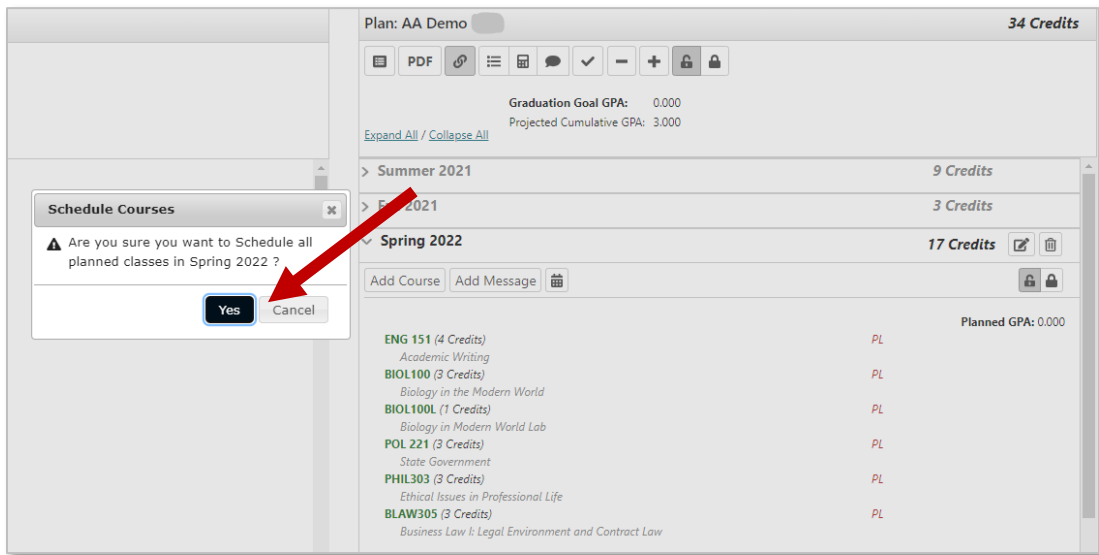 Plan: AA Demo
34 Credits
PDF
Graduation Goal GPA: 0.000
Projected Cumulative GPA: 3.000
Expand All / Collapse All
Summer 2021 9 Credits
2021 3 Credits
Spring 2022 17 Credits
Add Course Add Message
Planned GPA: 0.000
ENG 151 (4 Credits) PL
Academic Writing
BIOL100 (3 Credits) PL
Biology in the Modern World
BIOL100L (1 Credits) PL
Biology in Modern World Lab
POL 221 (3 Credits) PL
State Government
PHIL303 (3 Credits) PL
Ethical Issues in Professional Life
BLAW305 (3 Credits) PL
Business Law I: Legal Environment and Contract Law
Schedule Courses
Are you sure you want to Schedule all
planned classes in Spring 2022 ?
Yes Cancel